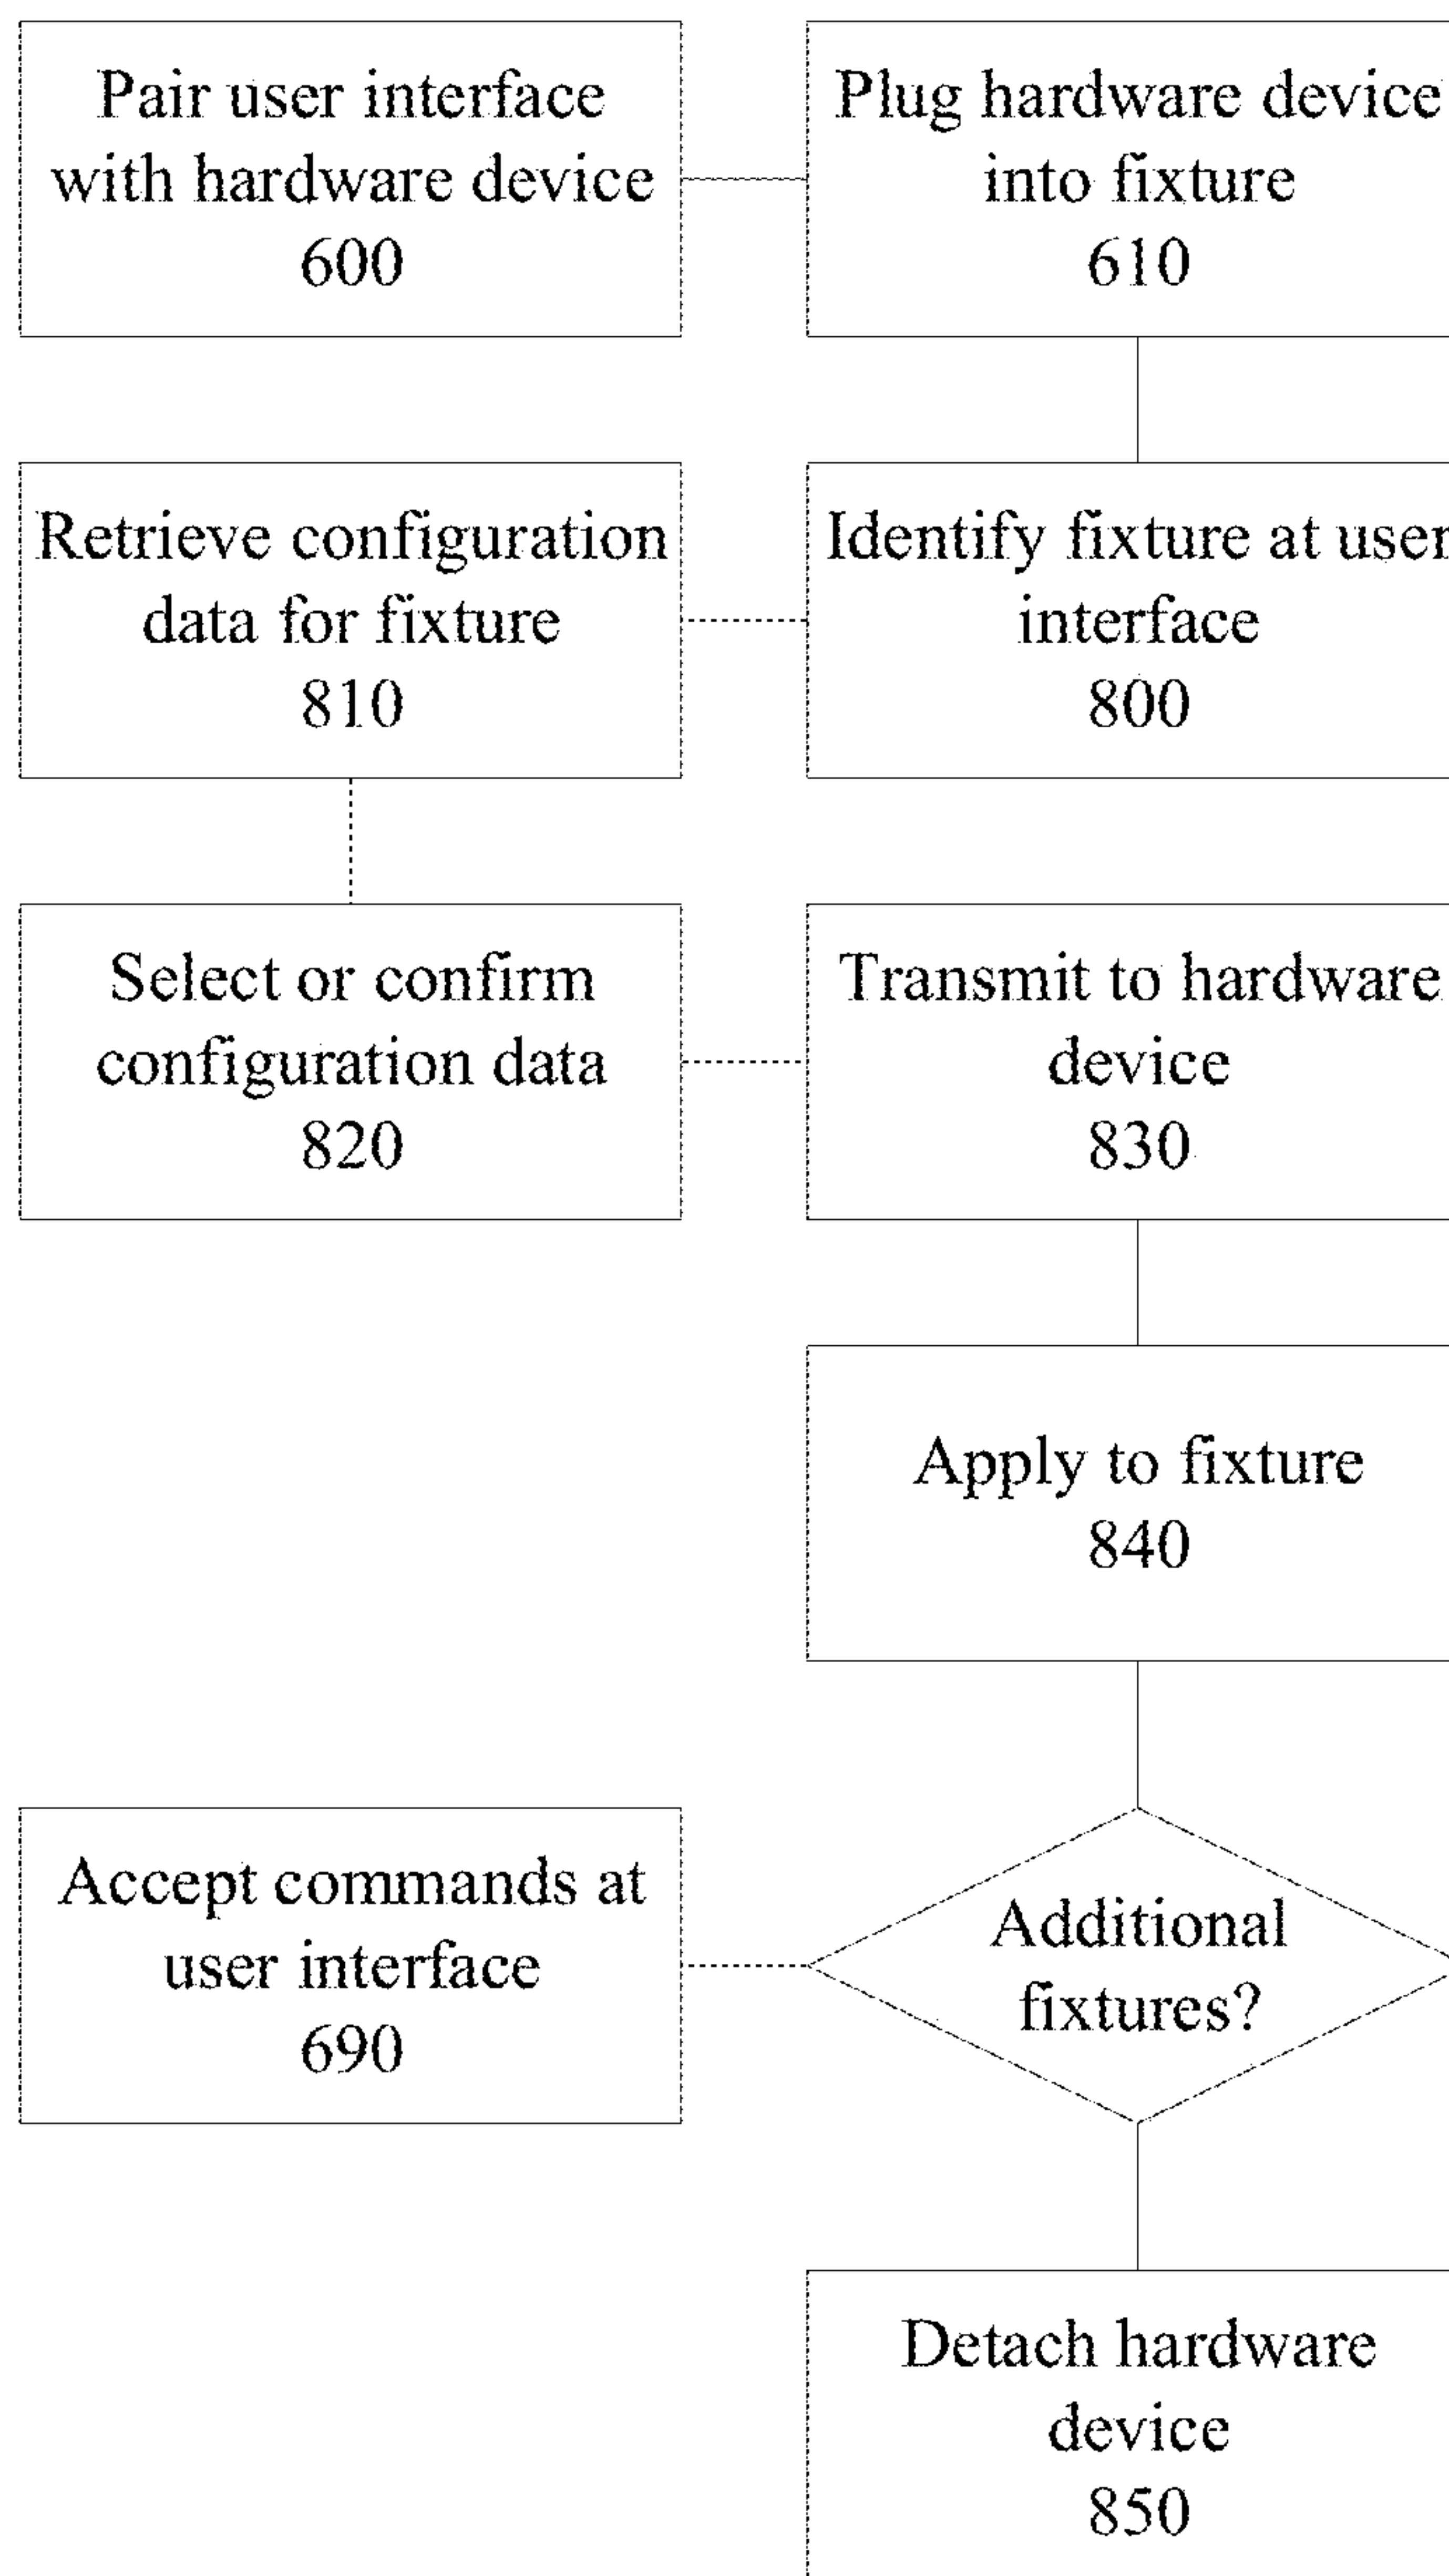 Pair user interface
with hardware device
600
Plug hardware device
into fixture
610
Retrieve configuration
data for fixture
810
Identify fixture at user
interface
800
Select or confirm
configuration data
820
Transmit to hardware
device
830
Apply to fixture
840
Accept commands at
user interface
690
Additional
fixtures?
Detach hardware
device
850